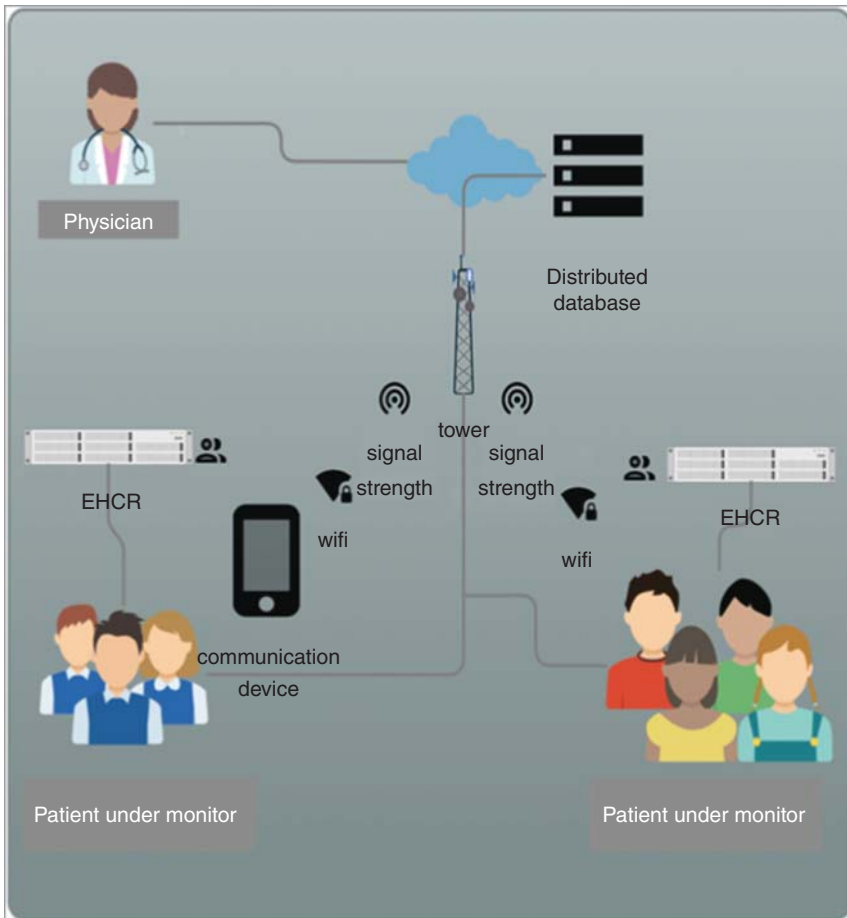 Physician
Distributed
database
tower
signal
strength
signal
strength
EHCR
wifi
EHCR
wifi
communication
device
Patient under monitor
Patient under monitor